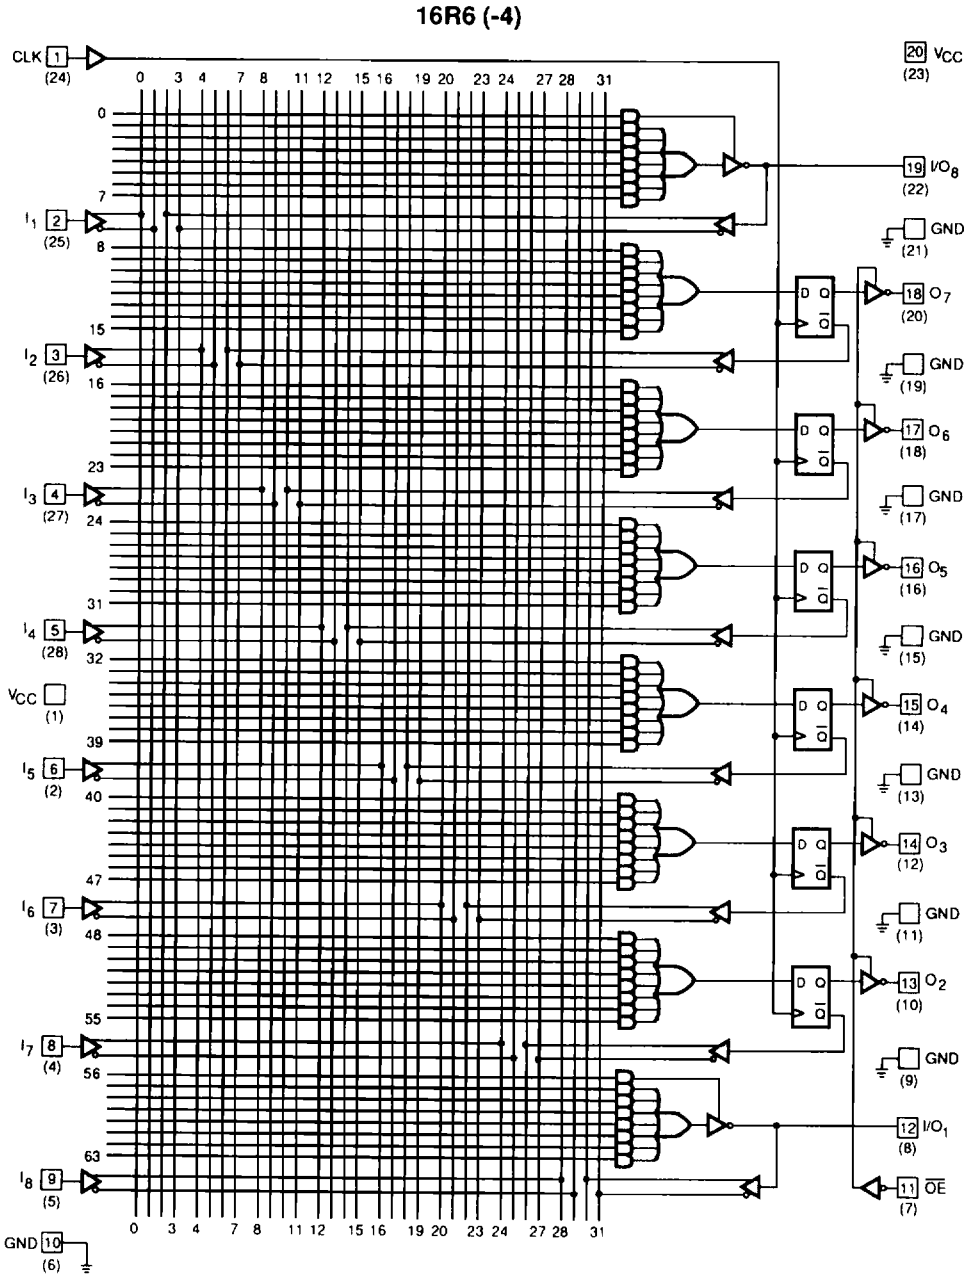 16R6 (-4)
CLK 1
(24)
20 VCC
(23)
0 3 4 7 8 11 12 15 16 19 20 23 24 27 28 31
0
7
19 I/O8
(22)
I1 2
(25)
GND
(21)
8
15
D Q
Q̅
18 O7
(20)
I2 3
(26)
GND
(19)
16
23
D Q
Q̅
17 O6
(18)
I3 4
(27)
GND
(17)
24
31
D Q
Q̅
16 O5
(16)
I4 5
(28)
GND
(15)
32
39
VCC
(1)
D Q
Q̅
15 O4
(14)
I5 6
(2)
GND
(13)
40
47
D Q
Q̅
14 O3
(12)
I6 7
(3)
GND
(11)
48
55
D Q
Q̅
13 O2
(10)
I7 8
(4)
GND
(9)
56
63
12 I/O1
(8)
I8 9
(5)
11 O̅E̅
(7)
0 3 4 7 8 11 12 15 16 19 20 23 24 27 28 31
GND 10
(6)